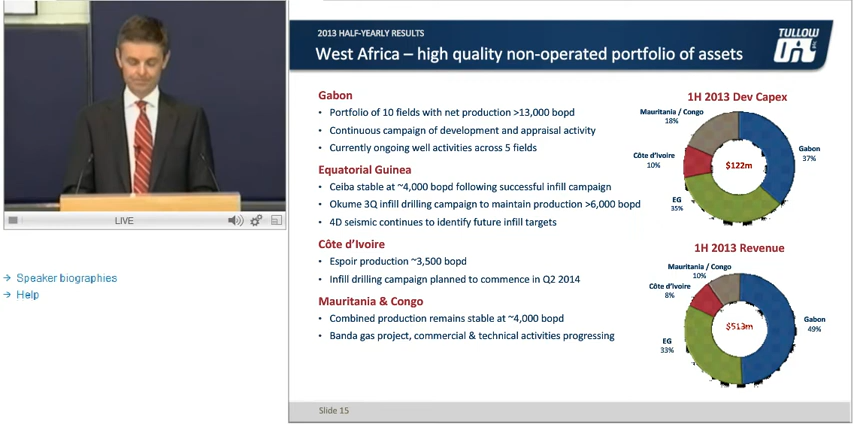 LIVE
→ Speaker biographies
→ Help
2013 HALF-YEARLY RESULTS
West Africa – high quality non-operated portfolio of assets
TULLOW
Oil
plc
Gabon
• Portfolio of 10 fields with net production >13,000 bopd
• Continuous campaign of development and appraisal activity
• Currently ongoing well activities across 5 fields
Equatorial Guinea
• Ceiba stable at ~4,000 bopd following successful infill campaign
• Okume 3Q infill drilling campaign to maintain production >6,000 bopd
• 4D seismic continues to identify future infill targets
Côte d'Ivoire
• Espoir production ~3,500 bopd
• Infill drilling campaign planned to commence in Q2 2014
Mauritania & Congo
• Combined production remains stable at ~4,000 bopd
• Banda gas project, commercial & technical activities progressing
1H 2013 Dev Capex
Mauritania / Congo
18%
Côte d'Ivoire
10%
$122m
Gabon
37%
EG
35%
1H 2013 Revenue
Mauritania / Congo
10%
Côte d'Ivoire
8%
$513m
Gabon
49%
EG
33%
Slide 15